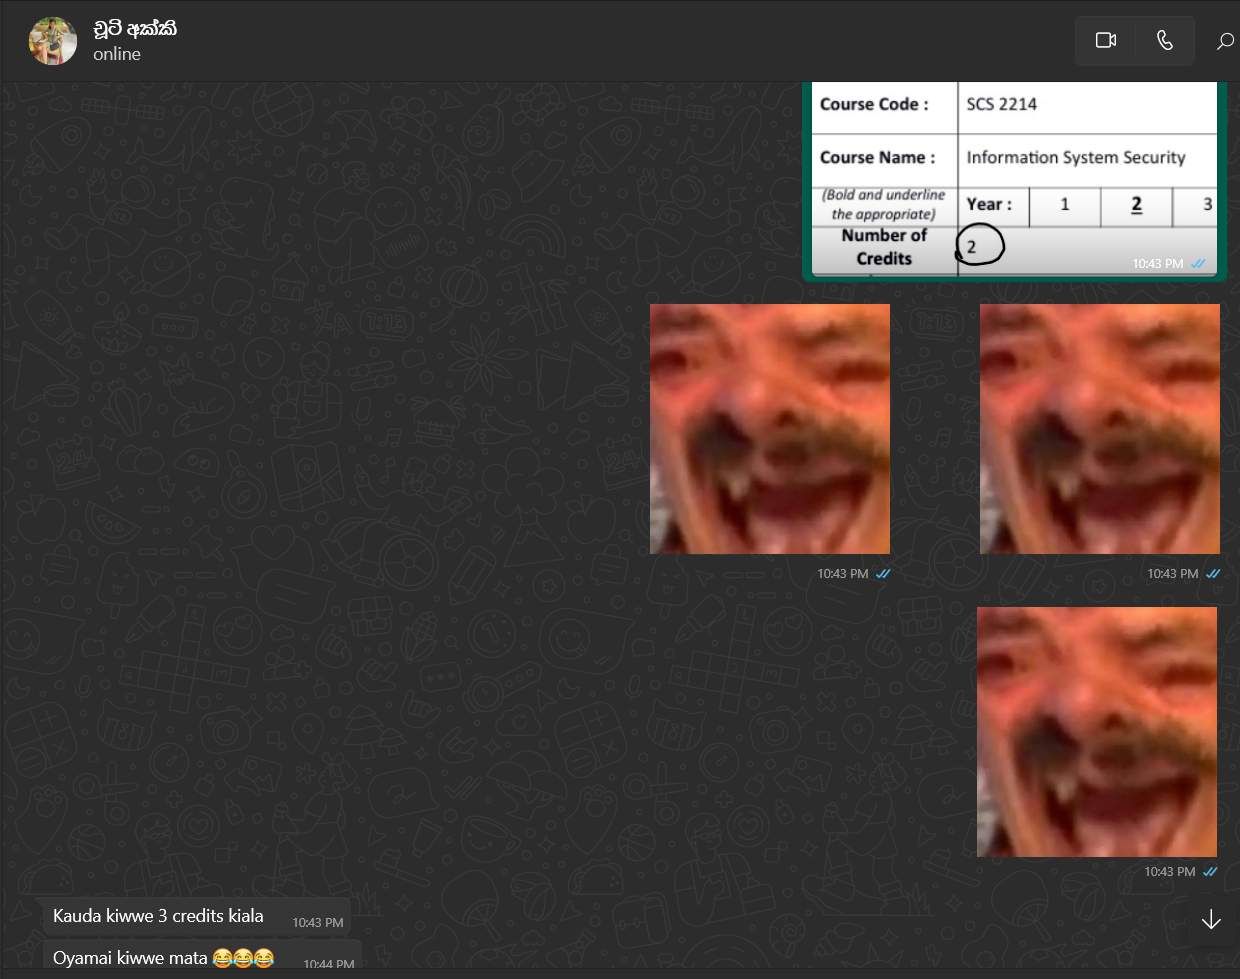 චූටි අක්කි
online
Course Code : SCS 2214
Course Name : Information System Security
(Bold and underline the appropriate) Year : 1 2 3
Number of Credits 2
10:43 PM
10:43 PM
10:43 PM
10:43 PM
Kauda kiwwe 3 credits kiala 10:43 PM
Oyamai kiwwe mata 😂😂😂 10:44 PM